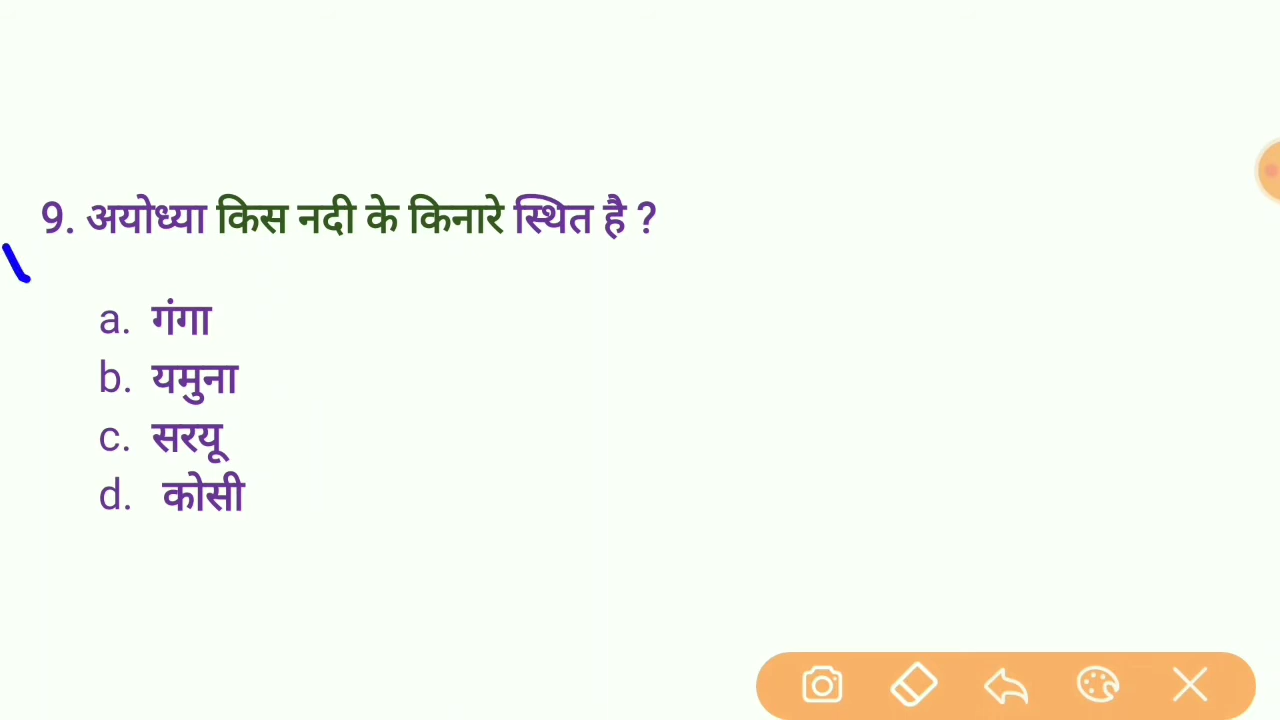 9. अयोध्या किस नदी के किनारे स्थित है ?
a. गंगा
b. यमुना
c. सरयू
d. कोसी